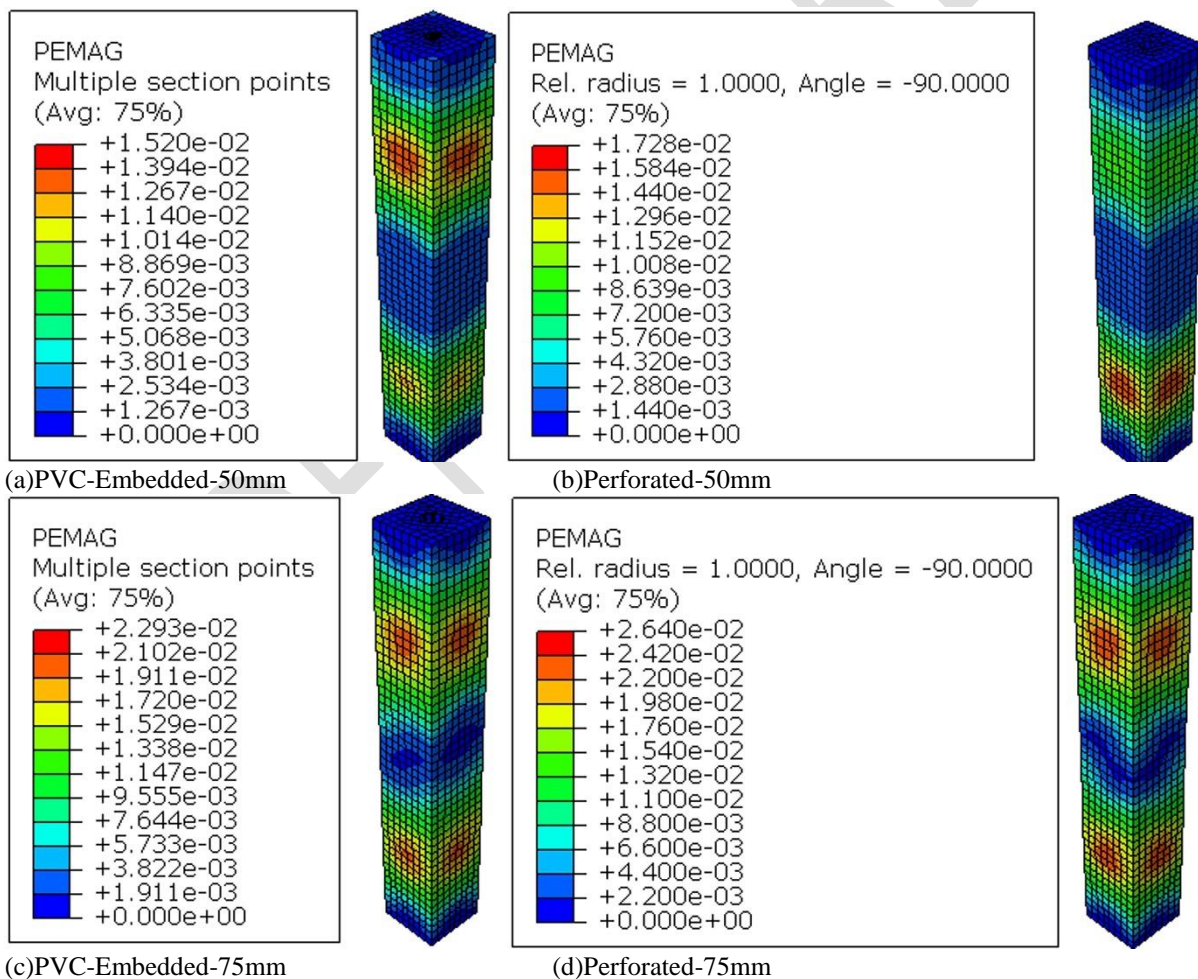 PEMAG
Multiple section points
(Avg: 75%)
+1.520e-02
+1.394e-02
+1.267e-02
+1.140e-02
+1.014e-02
+8.869e-03
+7.602e-03
+6.335e-03
+5.068e-03
+3.801e-03
+2.534e-03
+1.267e-03
+0.000e+00
PEMAG
Rel. radius = 1.0000, Angle = -90.0000
(Avg: 75%)
+1.728e-02
+1.584e-02
+1.440e-02
+1.296e-02
+1.152e-02
+1.008e-02
+8.639e-03
+7.200e-03
+5.760e-03
+4.320e-03
+2.880e-03
+1.440e-03
+0.000e+00
(a)PVC-Embedded-50mm
(b)Perforated-50mm
PEMAG
Multiple section points
(Avg: 75%)
+2.293e-02
+2.102e-02
+1.911e-02
+1.720e-02
+1.529e-02
+1.338e-02
+1.147e-02
+9.555e-03
+7.644e-03
+5.733e-03
+3.822e-03
+1.911e-03
+0.000e+00
PEMAG
Rel. radius = 1.0000, Angle = -90.0000
(Avg: 75%)
+2.640e-02
+2.420e-02
+2.200e-02
+1.980e-02
+1.760e-02
+1.540e-02
+1.320e-02
+1.100e-02
+8.800e-03
+6.600e-03
+4.400e-03
+2.200e-03
+0.000e+00
(c)PVC-Embedded-75mm
(d)Perforated-75mm